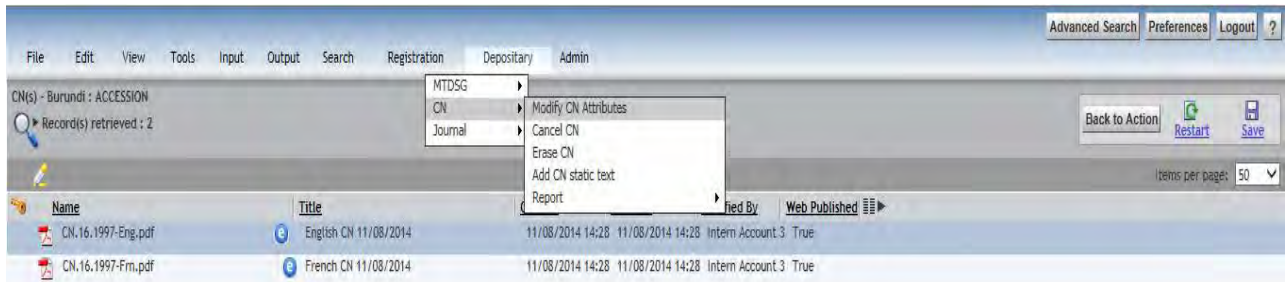 Advanced Search Preferences Logout ?
File Edit View Tools Input Output Search Registration Depositary Admin
MTDSG
CN(s) - Burundi : ACCESSION
CN Modify CN Attributes
Record(s) retrieved : 2
Back to Action Restart Save
Journal Cancel CN
Erase CN
Add CN static text
Items per page: 50
Report
Name Title By Web Published
CN.16.1997-Eng.pdf English CN 11/08/2014 11/08/2014 14:28 11/08/2014 14:28 Intern Account 3 True
CN.16.1997-Frn.pdf French CN 11/08/2014 11/08/2014 14:28 11/08/2014 14:28 Intern Account 3 True